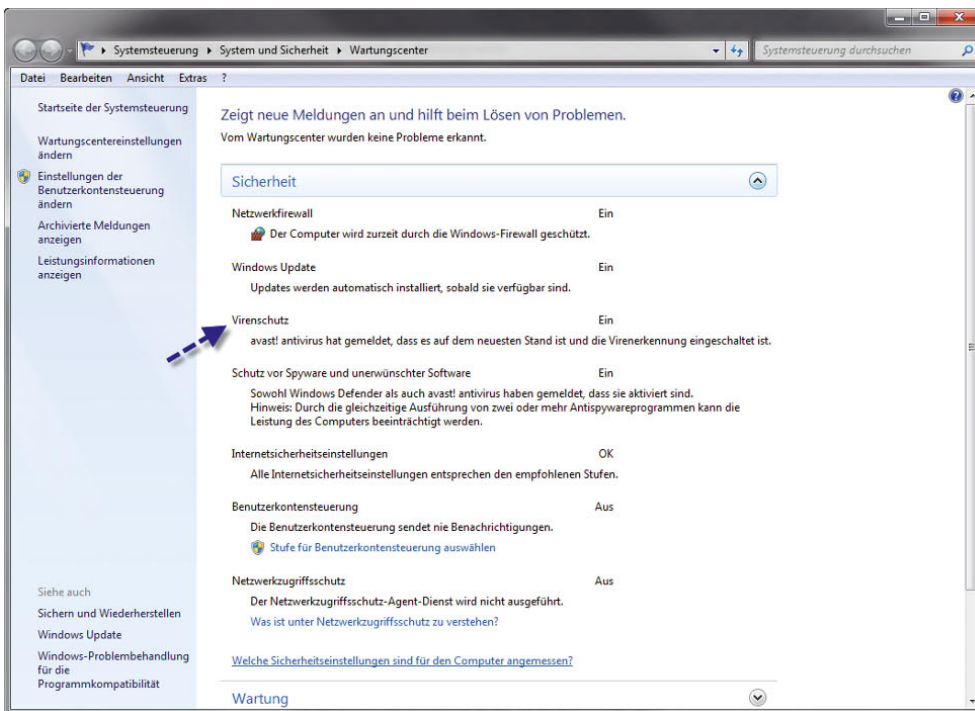 Systemsteuerung ▸ System und Sicherheit ▸ Wartungscenter
Systemsteuerung durchsuchen
Datei Bearbeiten Ansicht Extras ?
Startseite der Systemsteuerung
Wartungscentereinstellungen
ändern
Einstellungen der
Benutzerkontensteuerung
ändern
Archivierte Meldungen
anzeigen
Leistungsinformationen
anzeigen
Siehe auch
Sichern und Wiederherstellen
Windows Update
Windows-Problembehandlung
für die
Programmkompatibilität
Zeigt neue Meldungen an und hilft beim Lösen von Problemen.
Vom Wartungscenter wurden keine Probleme erkannt.
Sicherheit
Netzwerkfirewall Ein
Der Computer wird zurzeit durch die Windows-Firewall geschützt.
Windows Update Ein
Updates werden automatisch installiert, sobald sie verfügbar sind.
Virenschutz Ein
avast! antivirus hat gemeldet, dass es auf dem neuesten Stand ist und die Virenerkennung eingeschaltet ist.
Schutz vor Spyware und unerwünschter Software Ein
Sowohl Windows Defender als auch avast! antivirus haben gemeldet, dass sie aktiviert sind.
Hinweis: Durch die gleichzeitige Ausführung von zwei oder mehr Antispywareprogrammen kann die
Leistung des Computers beeinträchtigt werden.
Internetsicherheitseinstellungen OK
Alle Internetsicherheitseinstellungen entsprechen den empfohlenen Stufen.
Benutzerkontensteuerung Aus
Die Benutzerkontensteuerung sendet nie Benachrichtigungen.
Stufe für Benutzerkontensteuerung auswählen
Netzwerkzugriffsschutz Aus
Der Netzwerkzugriffsschutz-Agent-Dienst wird nicht ausgeführt.
Was ist unter Netzwerkzugriffsschutz zu verstehen?
Welche Sicherheitseinstellungen sind für den Computer angemessen?
Wartung